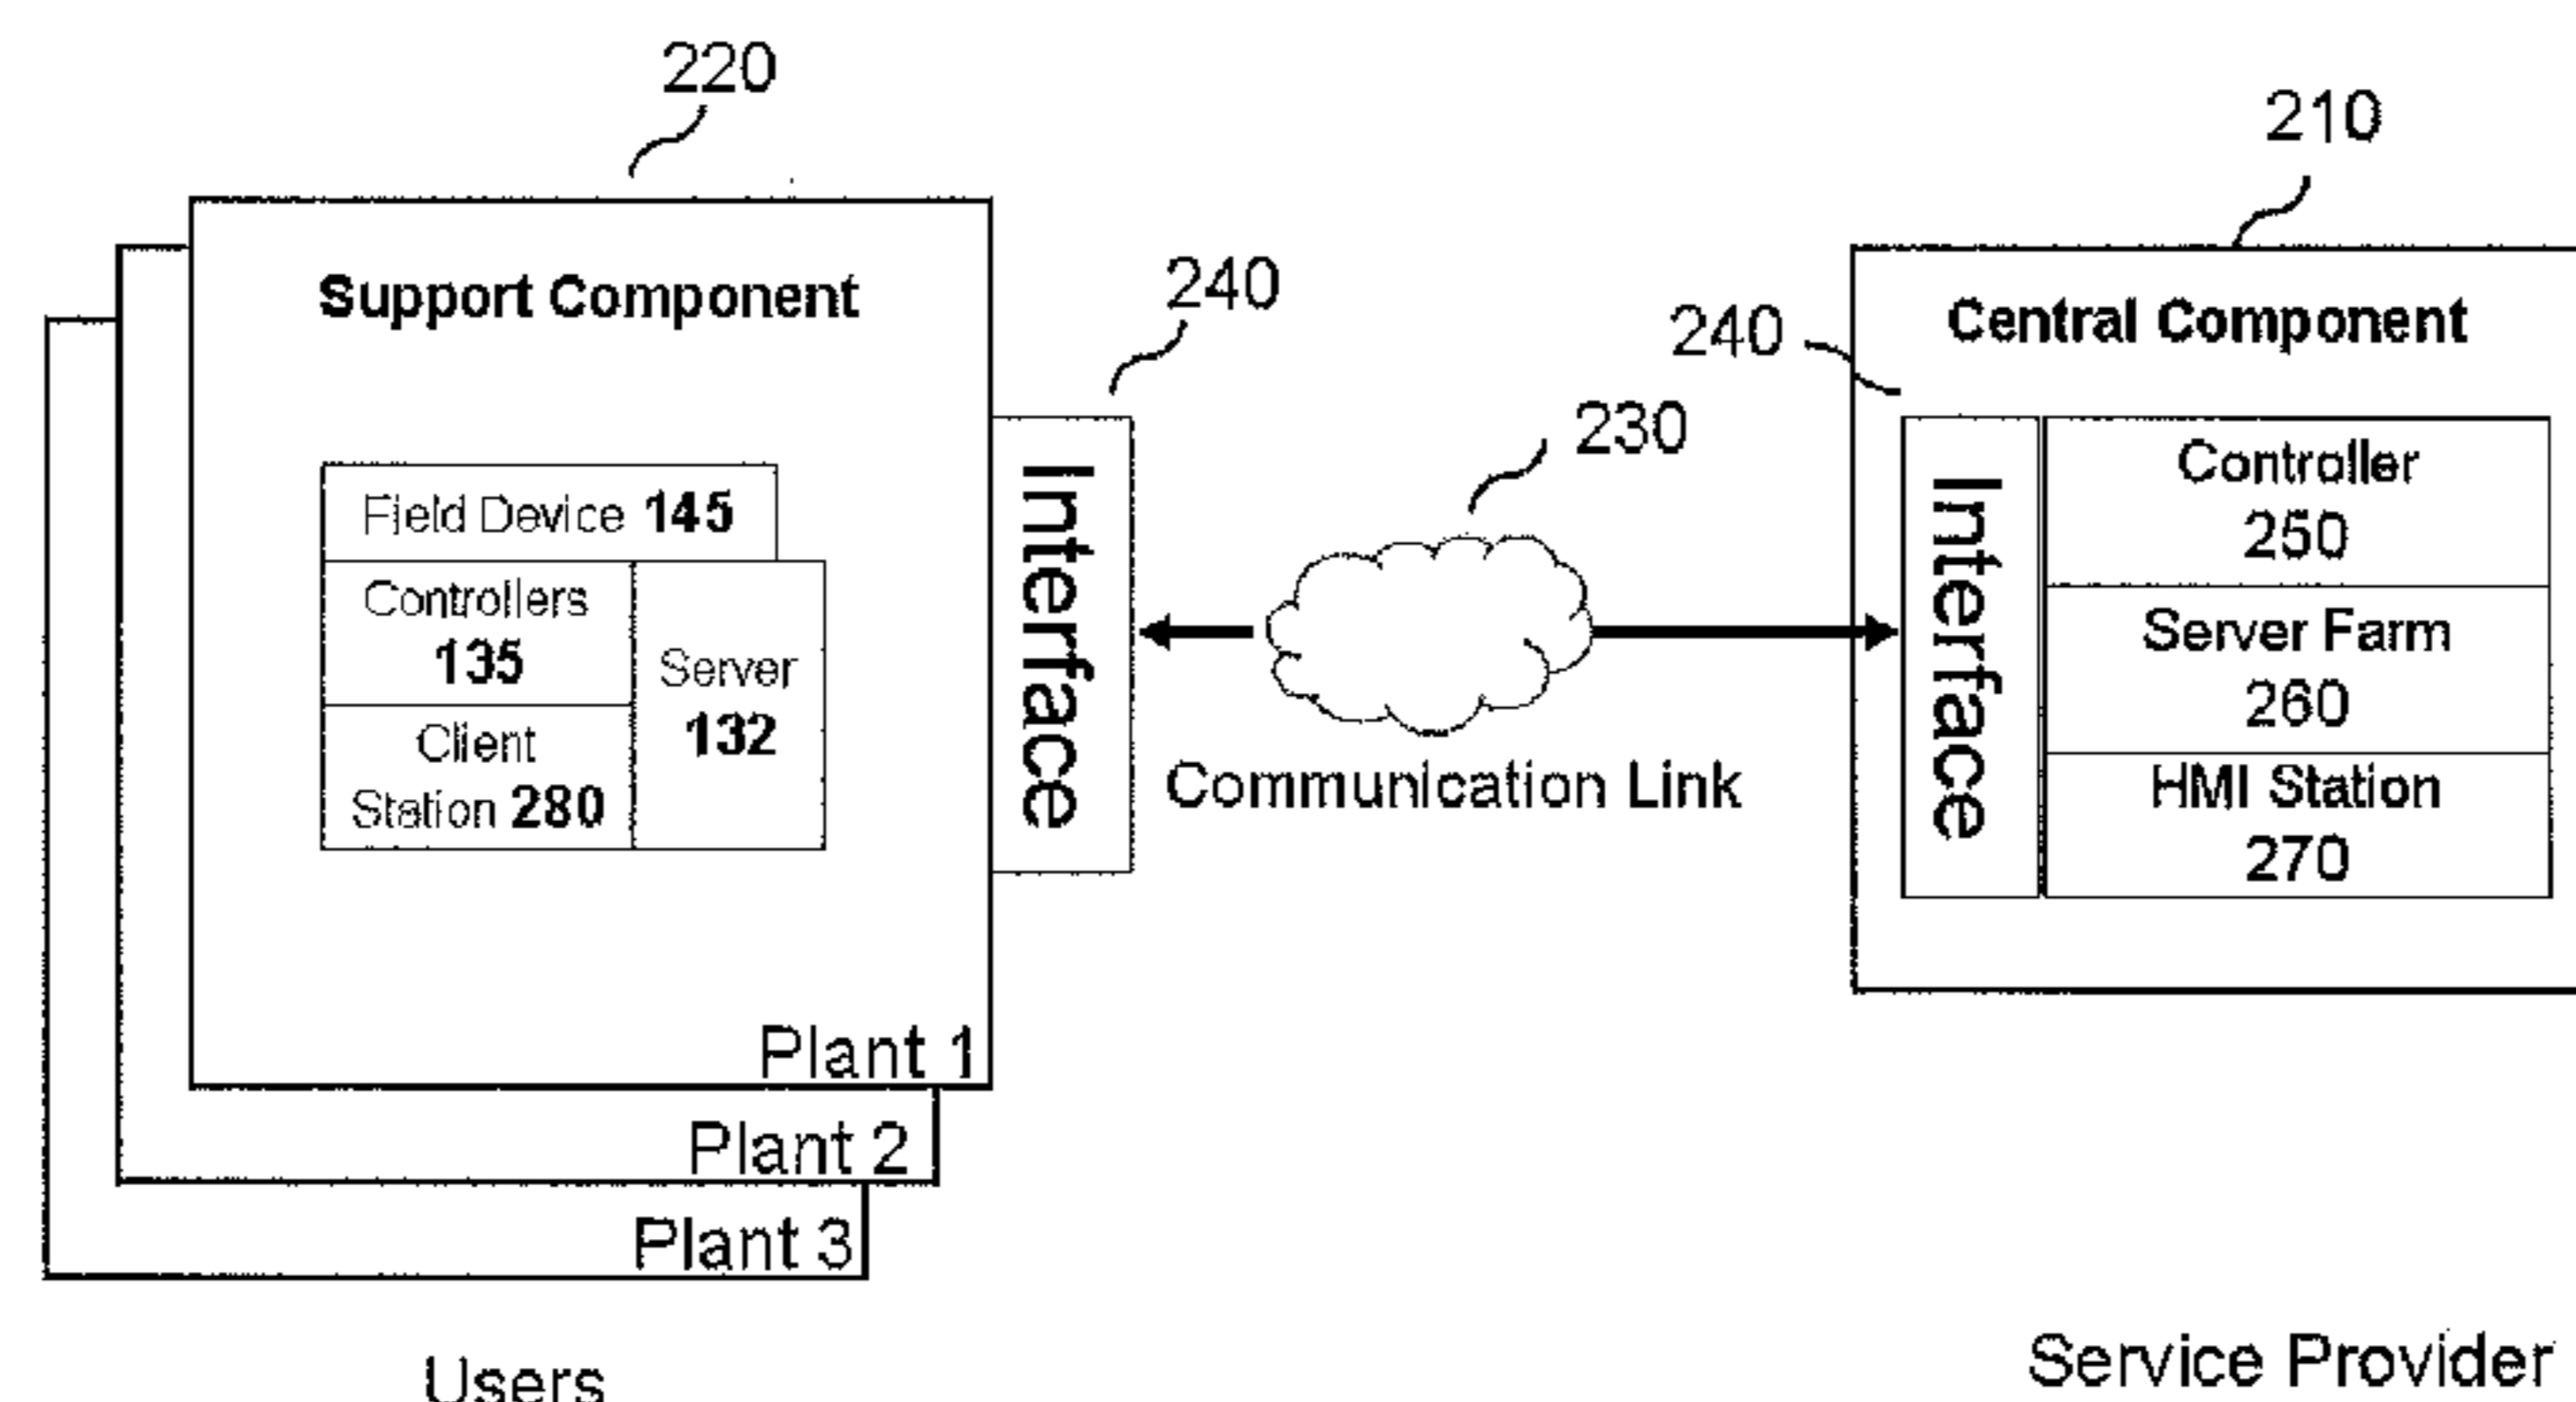 220
210
240
240
Support Component
Central Component
230
Field Device 145
Controllers
135
Server
132
Client
Station 280
Interface
Communication Link
Interface
Controller
250
Server Farm
260
HMI Station
270
Plant 1
Plant 2
Plant 3
Users
Service Provider